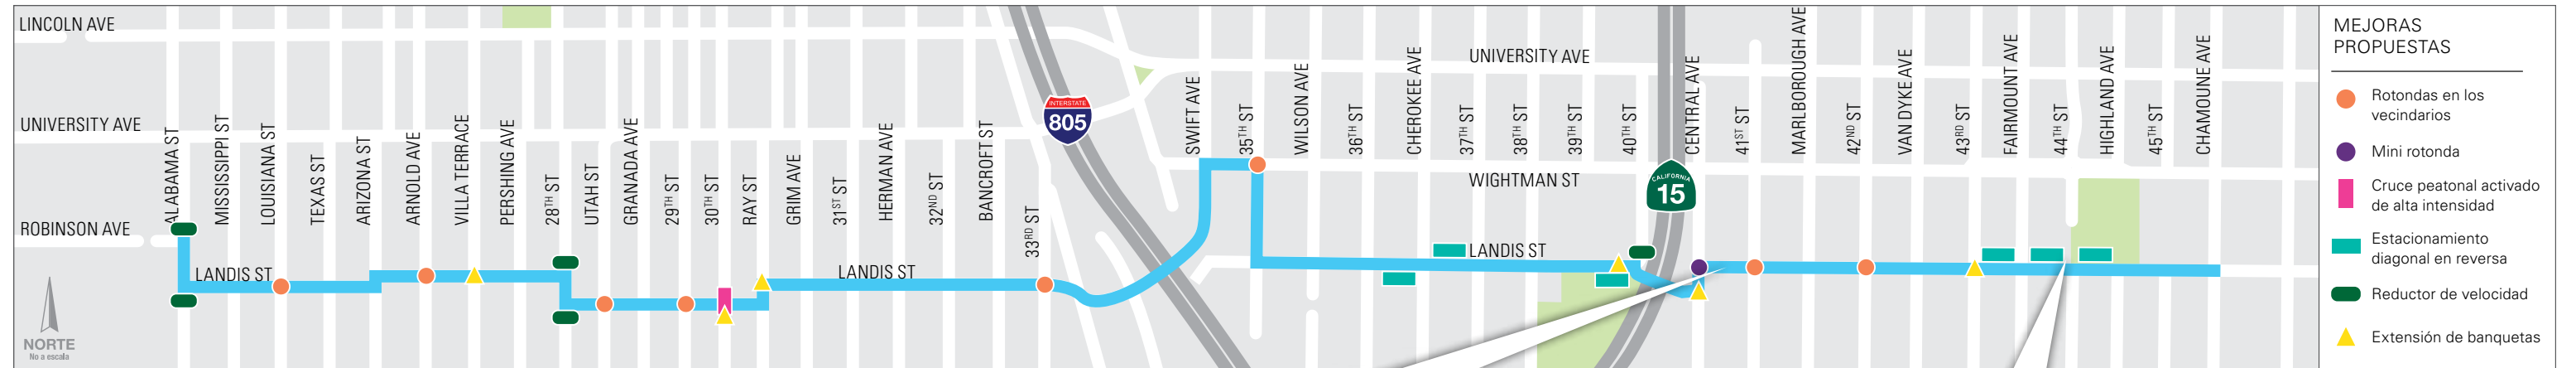 LINCOLN AVE
UNIVERSITY AVE
UNIVERSITY AVE
ROBINSON AVE
LANDIS ST
LANDIS ST
LANDIS ST
WIGHTMAN ST
ALABAMA ST
MISSISSIPPI ST
LOUISIANA ST
TEXAS ST
ARIZONA ST
ARNOLD AVE
VILLA TERRACE
PERSHING AVE
28TH ST
UTAH ST
GRANADA AVE
29TH ST
30TH ST
RAY ST
GRIM AVE
31ST ST
HERMAN AVE
32ND ST
BANCROFT ST
33RD ST
INTERSTATE
805
SWIFT AVE
35TH ST
WILSON AVE
36TH ST
CHEROKEE AVE
37TH ST
38TH ST
39TH ST
40TH ST
CALIFORNIA
15
CENTRAL AVE
41ST ST
MARLBOROUGH AVE
42ND ST
VAN DYKE AVE
43RD ST
FAIRMOUNT AVE
44TH ST
HIGHLAND AVE
45TH ST
CHAMOUNE AVE
NORTE
No a escala
MEJORAS
PROPUESTAS
Rotondas en los
vecindarios
Mini rotonda
Cruce peatonal activado
de alta intensidad
Estacionamiento
diagonal en reversa
Reductor de velocidad
Extensión de banquetas